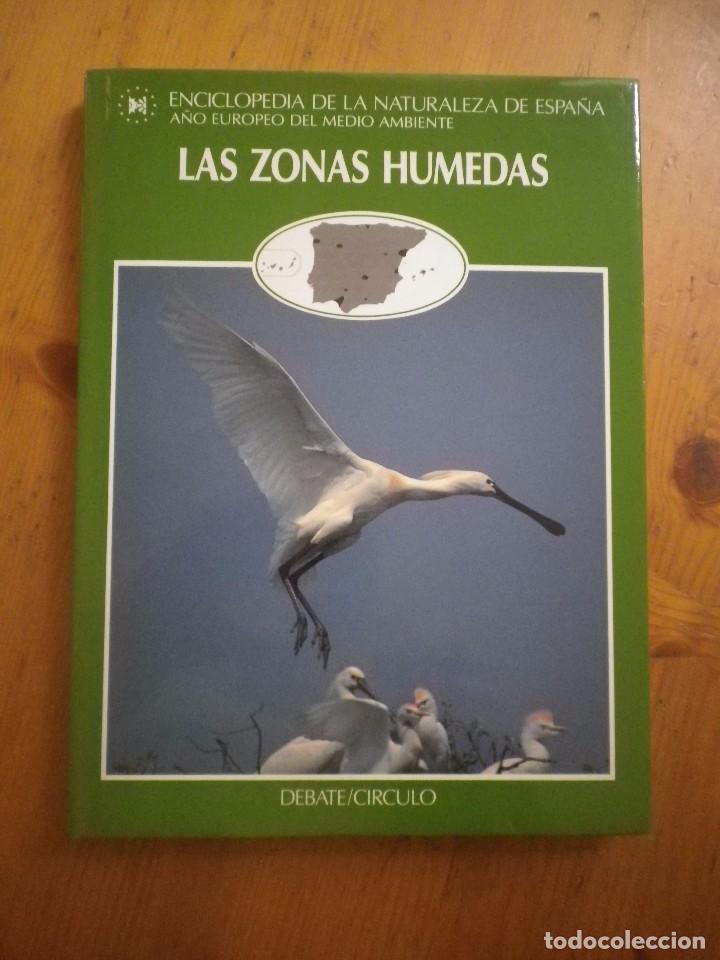 ENCICLOPEDIA DE LA NATURALEZA DE ESPAÑA
AÑO EUROPEO DEL MEDIO AMBIENTE
LAS ZONAS HUMEDAS
DEBATE/CIRCULO
todocoleccion